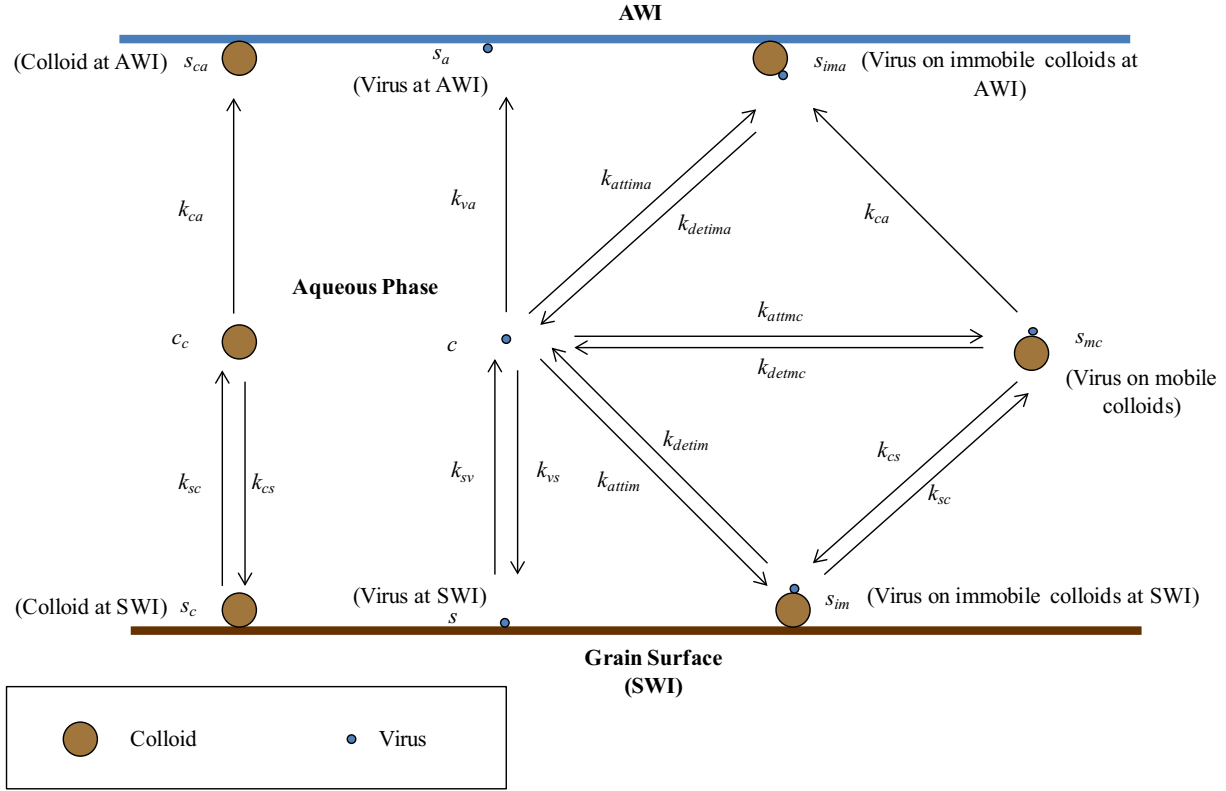 AWI
(Colloid at AWI) s_ca
s_a
(Virus at AWI)
s_ima (Virus on immobile colloids at
AWI)
k_attima
k_ca
k_va
k_detima
k_ca
Aqueous Phase
k_attmc
c_c
c
s_mc
k_detmc
(Virus on mobile
colloids)
k_detim
k_cs
k_sc
k_cs
k_sv
k_vs
k_attim
k_sc
(Virus at SWI)
(Colloid at SWI) s_c
s
s_im (Virus on immobile colloids at SWI)
Grain Surface
(SWI)
Colloid
Virus